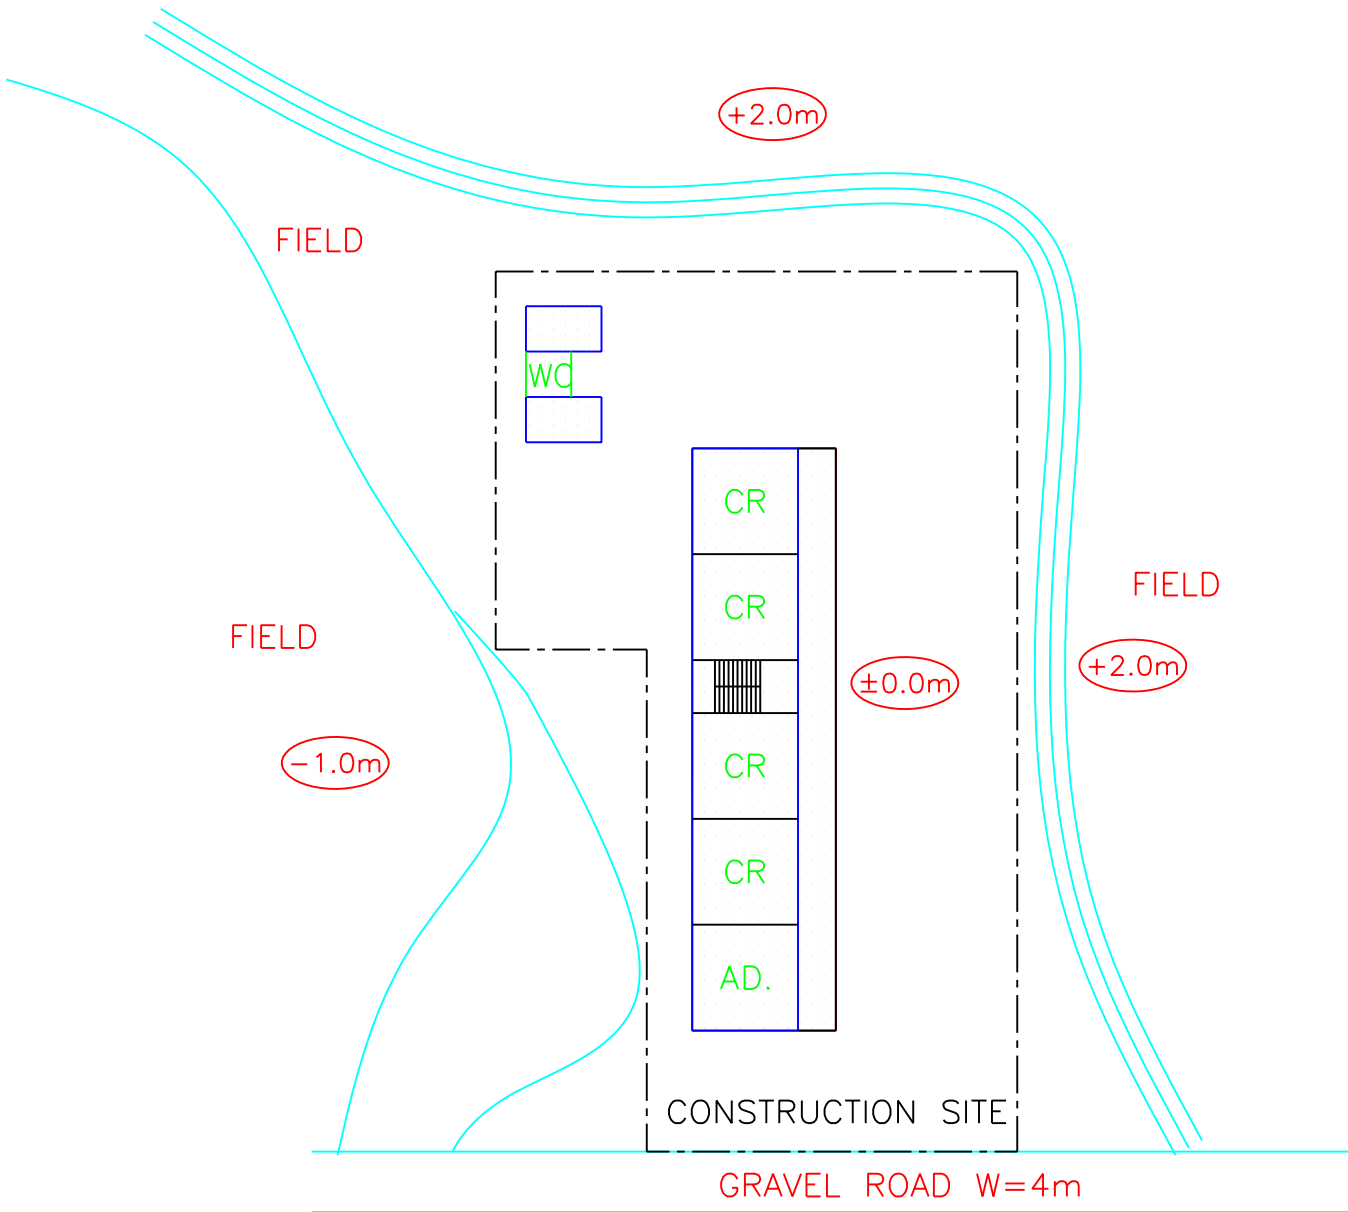 +2.0m
FIELD
WC
CR
CR
FIELD
FIELD
±0.0m
+2.0m
-1.0m
CR
CR
AD.
CONSTRUCTION SITE
GRAVEL ROAD W=4m